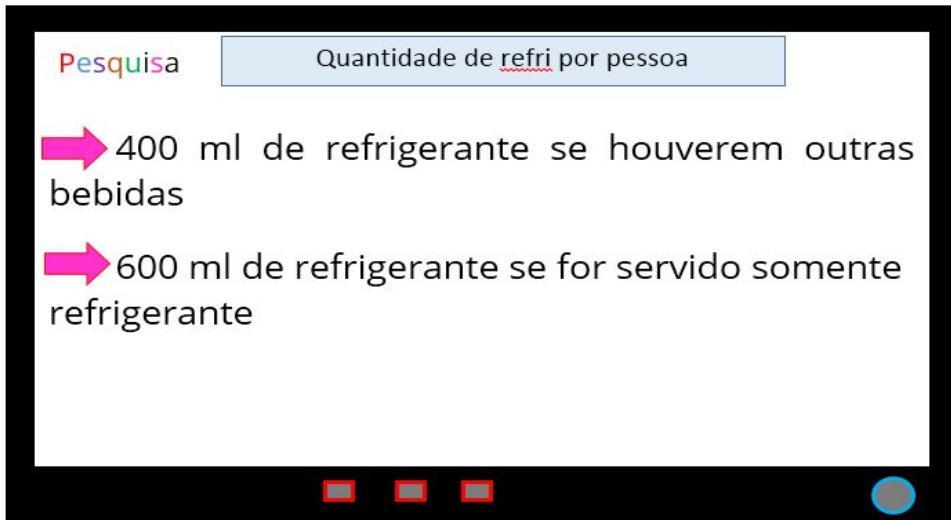 Pesquisa
Quantidade de refri por pessoa
400 ml de refrigerante se houverem outras
bebidas
600 ml de refrigerante se for servido somente
refrigerante